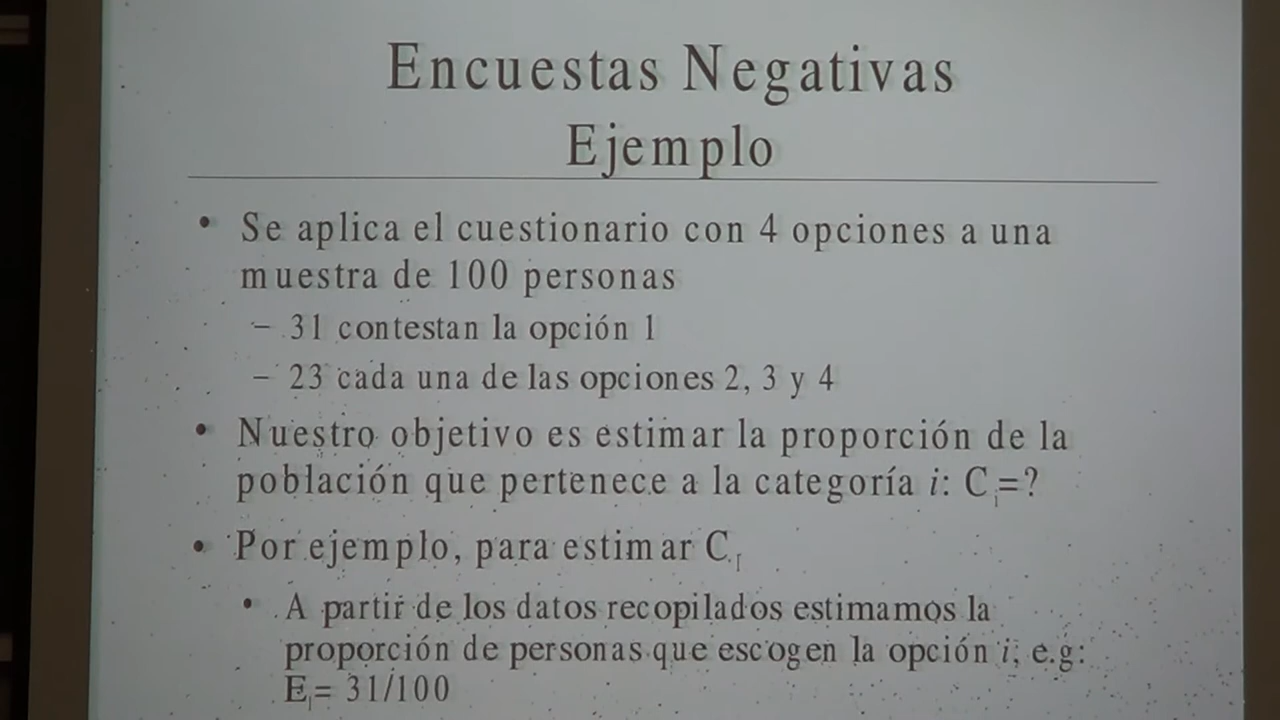 Encuestas Negativas
Ejemplo
• Se aplica el cuestionario con 4 opciones a una
muestra de 100 personas
– 31 contestan la opción 1
– 23 cada una de las opciones 2, 3 y 4
• Nuestro objetivo es estimar la proporción de la
población que pertenece a la categoría i: Ci=?
• Por ejemplo, para estimar C1
• A partir de los datos recopilados estimamos la
proporción de personas que escogen la opción i, e.g:
E1= 31/100